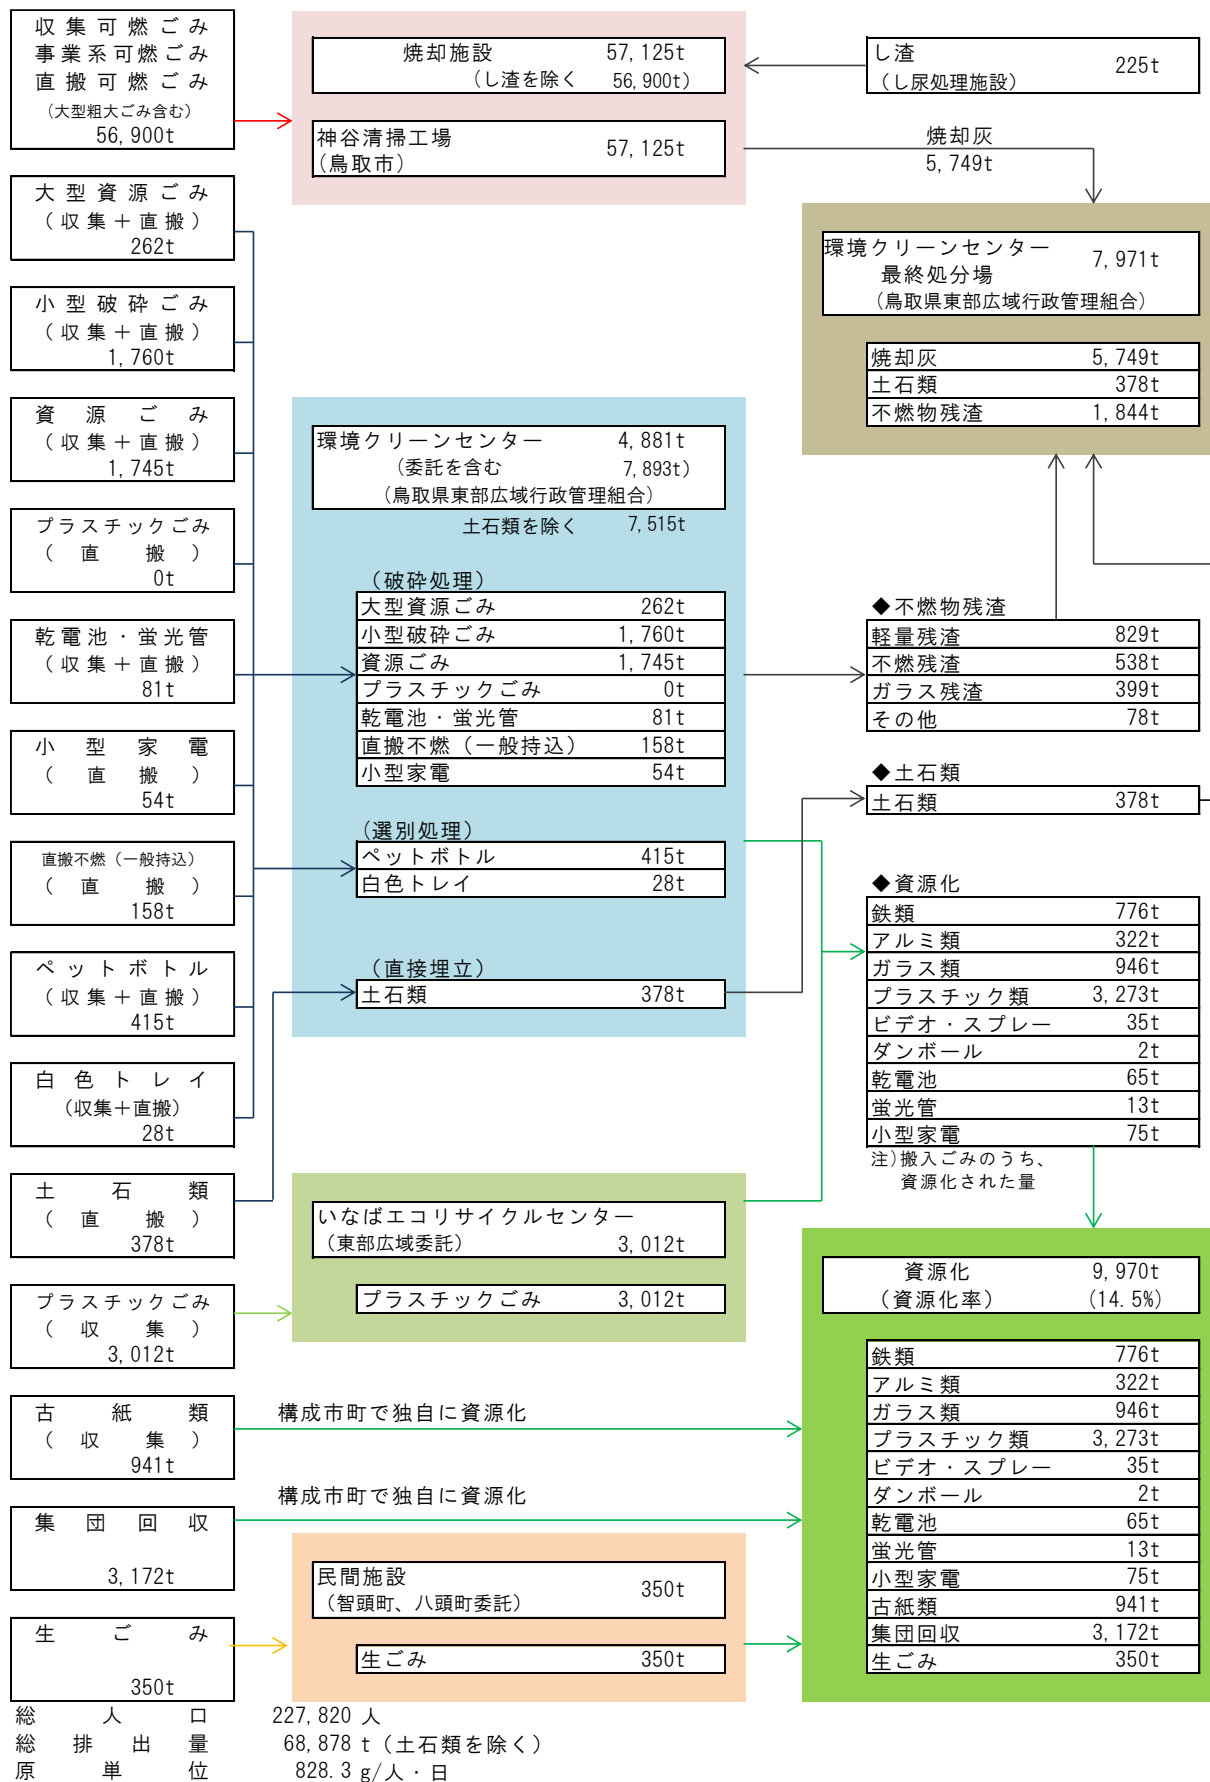 収集可燃ごみ
事業系可燃ごみ
直搬可燃ごみ
(大型粗大ごみ含む)
56,900t
大型資源ごみ
(収集＋直搬)
262t
小型破砕ごみ
(収集＋直搬)
1,760t
資源ごみ
(収集＋直搬)
1,745t
プラスチックごみ
(直搬)
0t
乾電池・蛍光管
(収集＋直搬)
81t
小型家電
(直搬)
54t
直搬不燃（一般持込）
(直搬)
158t
ペットボトル
(収集＋直搬)
415t
白色トレイ
(収集＋直搬)
28t
土石類
(直搬)
378t
プラスチックごみ
(収集)
3,012t
古紙類
(収集)
941t
集団回収
3,172t
生ごみ
350t
焼却施設 57,125t
(し渣を除く 56,900t)
神谷清掃工場
(鳥取市) 57,125t
し渣
(し尿処理施設) 225t
焼却灰
5,749t
環境クリーンセンター
最終処分場 7,971t
(鳥取県東部広域行政管理組合)
焼却灰 5,749t
土石類 378t
不燃物残渣 1,844t
環境クリーンセンター 4,881t
(委託を含む 7,893t)
(鳥取県東部広域行政管理組合)
土石類を除く 7,515t
(破砕処理)
大型資源ごみ 262t
小型破砕ごみ 1,760t
資源ごみ 1,745t
プラスチックごみ 0t
乾電池・蛍光管 81t
直搬不燃（一般持込） 158t
小型家電 54t
(選別処理)
ペットボトル 415t
白色トレイ 28t
(直接埋立)
土石類 378t
◆不燃物残渣
軽量残渣 829t
不燃残渣 538t
ガラス残渣 399t
その他 78t
◆土石類
土石類 378t
◆資源化
鉄類 776t
アルミ類 322t
ガラス類 946t
プラスチック類 3,273t
ビデオ・スプレー 35t
ダンボール 2t
乾電池 65t
蛍光管 13t
小型家電 75t
注)搬入ごみのうち、
資源化された量
いなばエコリサイクルセンター
(東部広域委託) 3,012t
プラスチックごみ 3,012t
構成市町で独自に資源化
構成市町で独自に資源化
民間施設
(智頭町、八頭町委託) 350t
生ごみ 350t
資源化 9,970t
(資源化率) (14.5%)
鉄類 776t
アルミ類 322t
ガラス類 946t
プラスチック類 3,273t
ビデオ・スプレー 35t
ダンボール 2t
乾電池 65t
蛍光管 13t
小型家電 75t
古紙類 941t
集団回収 3,172t
生ごみ 350t
総人口 227,820 人
総排出量 68,878 t（土石類を除く）
原単位 828.3 g/人・日